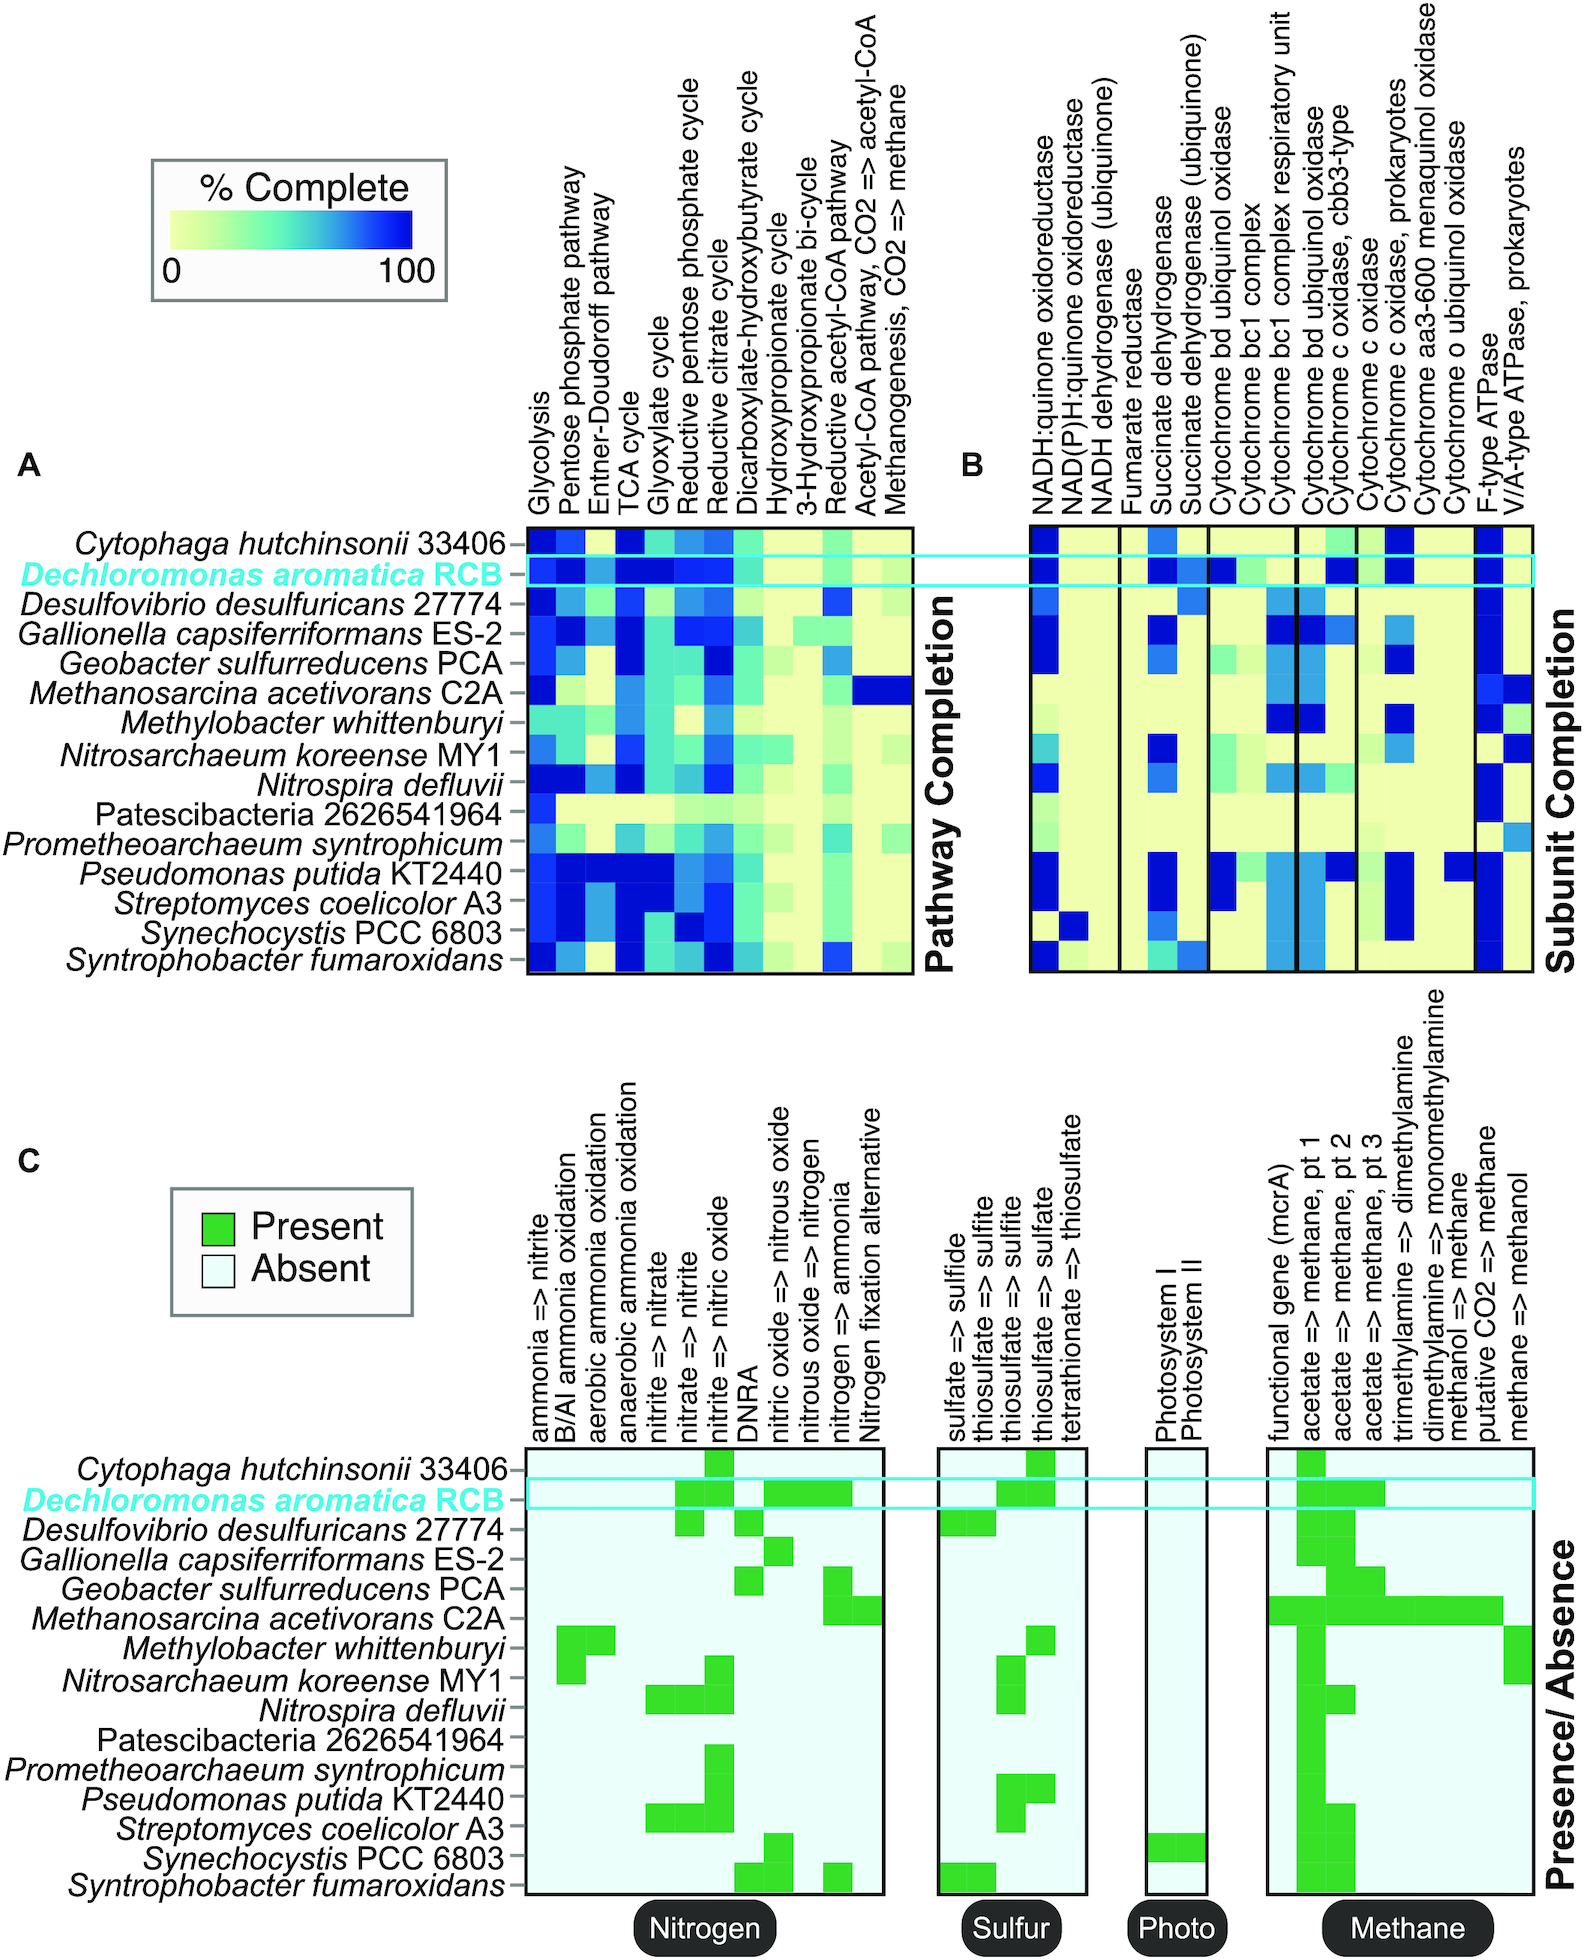 % Complete
0 100
A
Glycolysis
Pentose phosphate pathway
Entner-Doudoroff pathway
TCA cycle
Glyoxylate cycle
Reductive pentose phosphate cycle
Reductive citrate cycle
Dicarboxylate-hydroxybutyrate cycle
Hydroxypropionate cycle
3-Hydroxypropionate bi-cycle
Reductive acetyl-CoA pathway
Acetyl-CoA pathway, CO2 => acetyl-CoA
Methanogenesis, CO2 => methane
B
NADH:quinone oxidoreductase
NAD(P)H:quinone oxidoreductase
NADH dehydrogenase (ubiquinone)
Fumarate reductase
Succinate dehydrogenase
Succinate dehydrogenase (ubiquinone)
Cytochrome bd ubiquinol oxidase
Cytochrome bc1 complex
Cytochrome bc1 complex respiratory unit
Cytochrome bd ubiquinol oxidase
Cytochrome c oxidase, cbb3-type
Cytochrome c oxidase
Cytochrome c oxidase, prokaryotes
Cytochrome aa3-600 menaquinol oxidase
Cytochrome o ubiquinol oxidase
F-type ATPase
V/A-type ATPase, prokaryotes
Cytophaga hutchinsonii 33406
Dechloromonas aromatica RCB
Desulfovibrio desulfuricans 27774
Gallionella capsiferriformans ES-2
Geobacter sulfurreducens PCA
Methanosarcina acetivorans C2A
Methylobacter whittenburyi
Nitrosarchaeum koreense MY1
Nitrospira defluvii
Patescibacteria 2626541964
Prometheoarchaeum syntrophicum
Pseudomonas putida KT2440
Streptomyces coelicolor A3
Synechocystis PCC 6803
Syntrophobacter fumaroxidans
Pathway Completion
Subunit Completion
C
Present
Absent
ammonia => nitrite
B/AI ammonia oxidation
aerobic ammonia oxidation
anaerobic ammonia oxidation
nitrite => nitrate
nitrate => nitrite
nitrite => nitric oxide
DNRA
nitric oxide => nitrous oxide
nitrous oxide => nitrogen
nitrogen => ammonia
Nitrogen fixation alternative
sulfate => sulfide
thiosulfate => sulfite
thiosulfate => sulfite
thiosulfate => sulfate
tetrathionate => thiosulfate
Photosystem I
Photosystem II
functional gene (mcrA)
acetate => methane, pt 1
acetate => methane, pt 2
acetate => methane, pt 3
trimethylamine => dimethylamine
dimethylamine => monomethylamine
methanol => methane
putative CO2 => methane
methane => methanol
Cytophaga hutchinsonii 33406
Dechloromonas aromatica RCB
Desulfovibrio desulfuricans 27774
Gallionella capsiferriformans ES-2
Geobacter sulfurreducens PCA
Methanosarcina acetivorans C2A
Methylobacter whittenburyi
Nitrosarchaeum koreense MY1
Nitrospira defluvii
Patescibacteria 2626541964
Prometheoarchaeum syntrophicum
Pseudomonas putida KT2440
Streptomyces coelicolor A3
Synechocystis PCC 6803
Syntrophobacter fumaroxidans
Presence/ Absence
Nitrogen
Sulfur
Photo
Methane